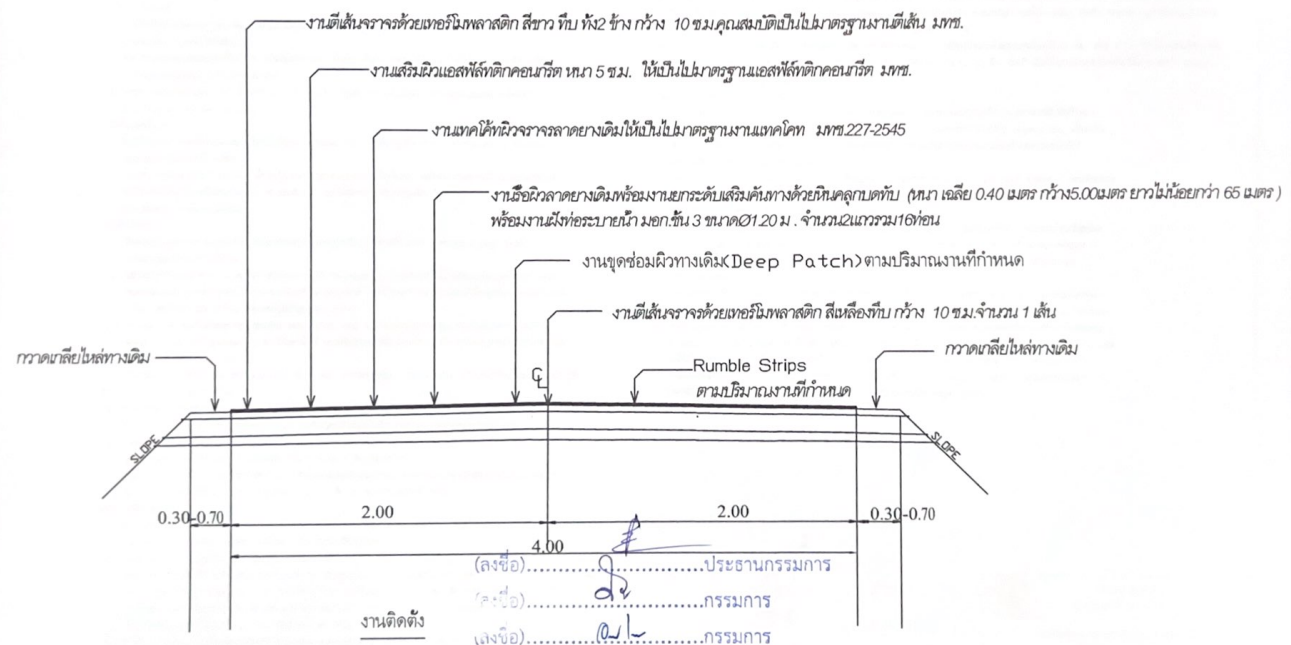 งานตีเส้นจราจรด้วยเทอร์โมพลาสติก สีขาว ทึบ ทั้ง2 ข้าง กว้าง 10 ซ.ม.คุณสมบัติเป็นไปมาตรฐานงานตีเส้น มทช.
งานเสริมผิวแอสฟัล์ทติกคอนกรีต หนา 5 ซ.ม. ให้เป็นไปมาตรฐานแอสฟัล์ทติกคอนกรีต มทช.
งานเทคโค้ทผิวจราจรลาดยางเดิมให้เป็นไปมาตรฐานงานแทคโคท มทช.227-2545
งานรื้อผิวลาดยางเดิมพร้อมงานยกระดับเสริมคันทางด้วยหินคลุกบดทับ (หนา เฉลี่ย 0.40 เมตร กว้าง5.00เมตร ยาวไม่น้อยกว่า 65 เมตร )
พร้อมงานฝังท่อระบายน้ำ มอก.ชั้น 3 ขนาดØ1.20 ม . จำนวน2แถวรวม16ท่อน
งานขุดซ่อมผิวทางเดิม(Deep Patch)ตามปริมาณงานที่กำหนด
งานตีเส้นจราจรด้วยเทอร์โมพลาสติก สีเหลืองทึบ กว้าง 10 ซ.ม.จำนวน 1 เส้น
กวาดเกลี่ยไหล่ทางเดิม
กวาดเกลี่ยไหล่ทางเดิม
Rumble Strips
ตามปริมาณงานที่กำหนด
CL
SLOPE
SLOPE
0.30-0.70
2.00
2.00
0.30-0.70
4.00
(ลงชื่อ)..............................ประธานกรรมการ
(ลงชื่อ)..............................กรรมการ
งานติดตั้ง
(ลงชื่อ)..............................กรรมการ